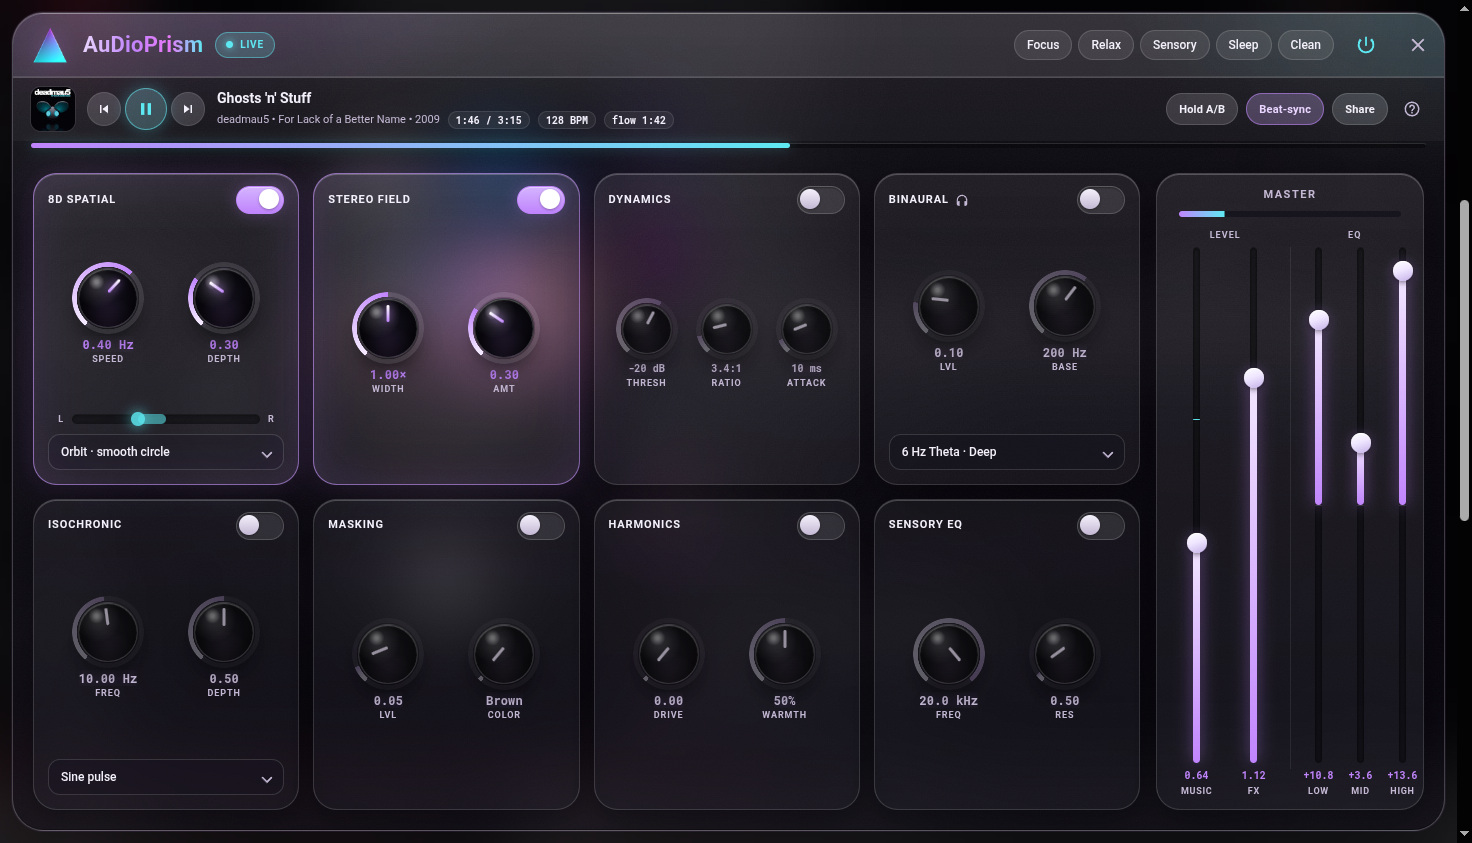 AuDioPrism
LIVE
Focus
Relax
Sensory
Sleep
Clean
deadmau5
Ghosts 'n' Stuff
deadmau5 • For Lack of a Better Name • 2009
1:46 / 3:15
128 BPM
flow 1:42
Hold A/B
Beat-sync
Share
8D SPATIAL
0.40 Hz
SPEED
0.30
DEPTH
L
R
Orbit · smooth circle
STEREO FIELD
1.00×
WIDTH
0.30
AMT
DYNAMICS
-20 dB
THRESH
3.4:1
RATIO
10 ms
ATTACK
BINAURAL
0.10
LVL
200 Hz
BASE
6 Hz Theta · Deep
ISOCHRONIC
10.00 Hz
FREQ
0.50
DEPTH
Sine pulse
MASKING
0.05
LVL
Brown
COLOR
HARMONICS
0.00
DRIVE
50%
WARMTH
SENSORY EQ
20.0 kHz
FREQ
0.50
RES
MASTER
LEVEL
EQ
0.64
MUSIC
1.12
FX
+10.8
LOW
+3.6
MID
+13.6
HIGH